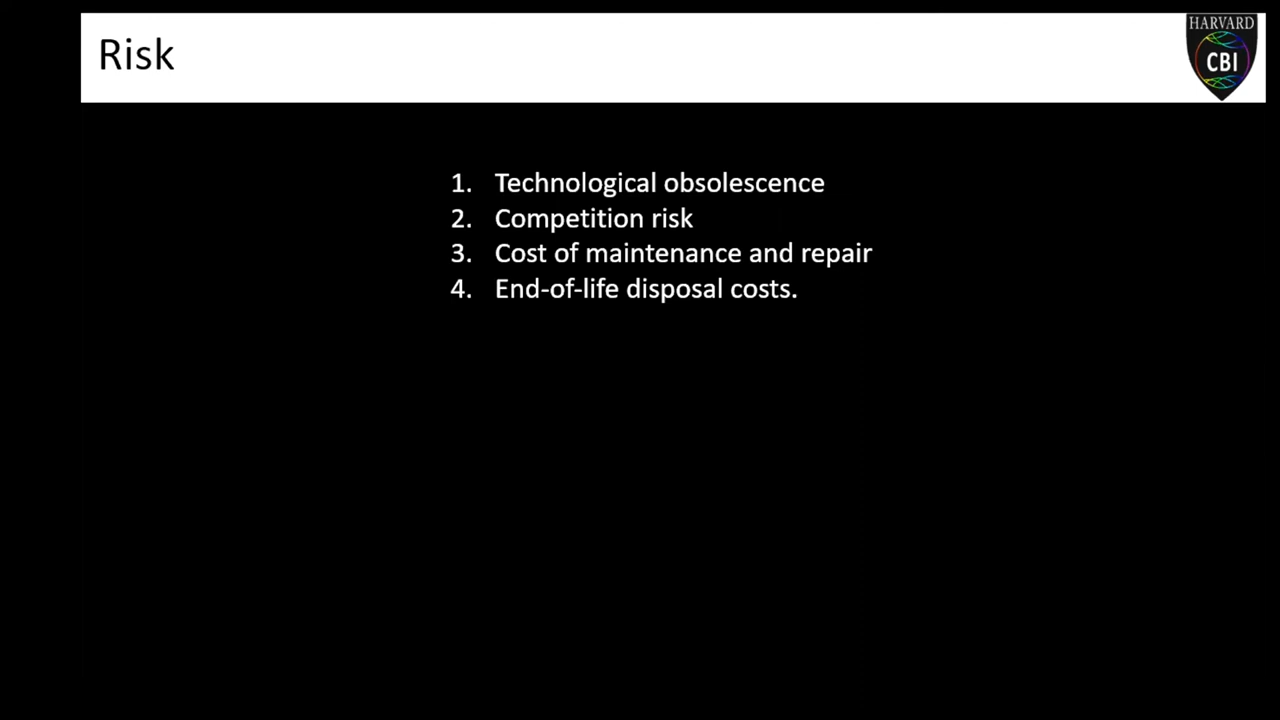 Risk
HARVARD
CBI
1. Technological obsolescence
2. Competition risk
3. Cost of maintenance and repair
4. End-of-life disposal costs.